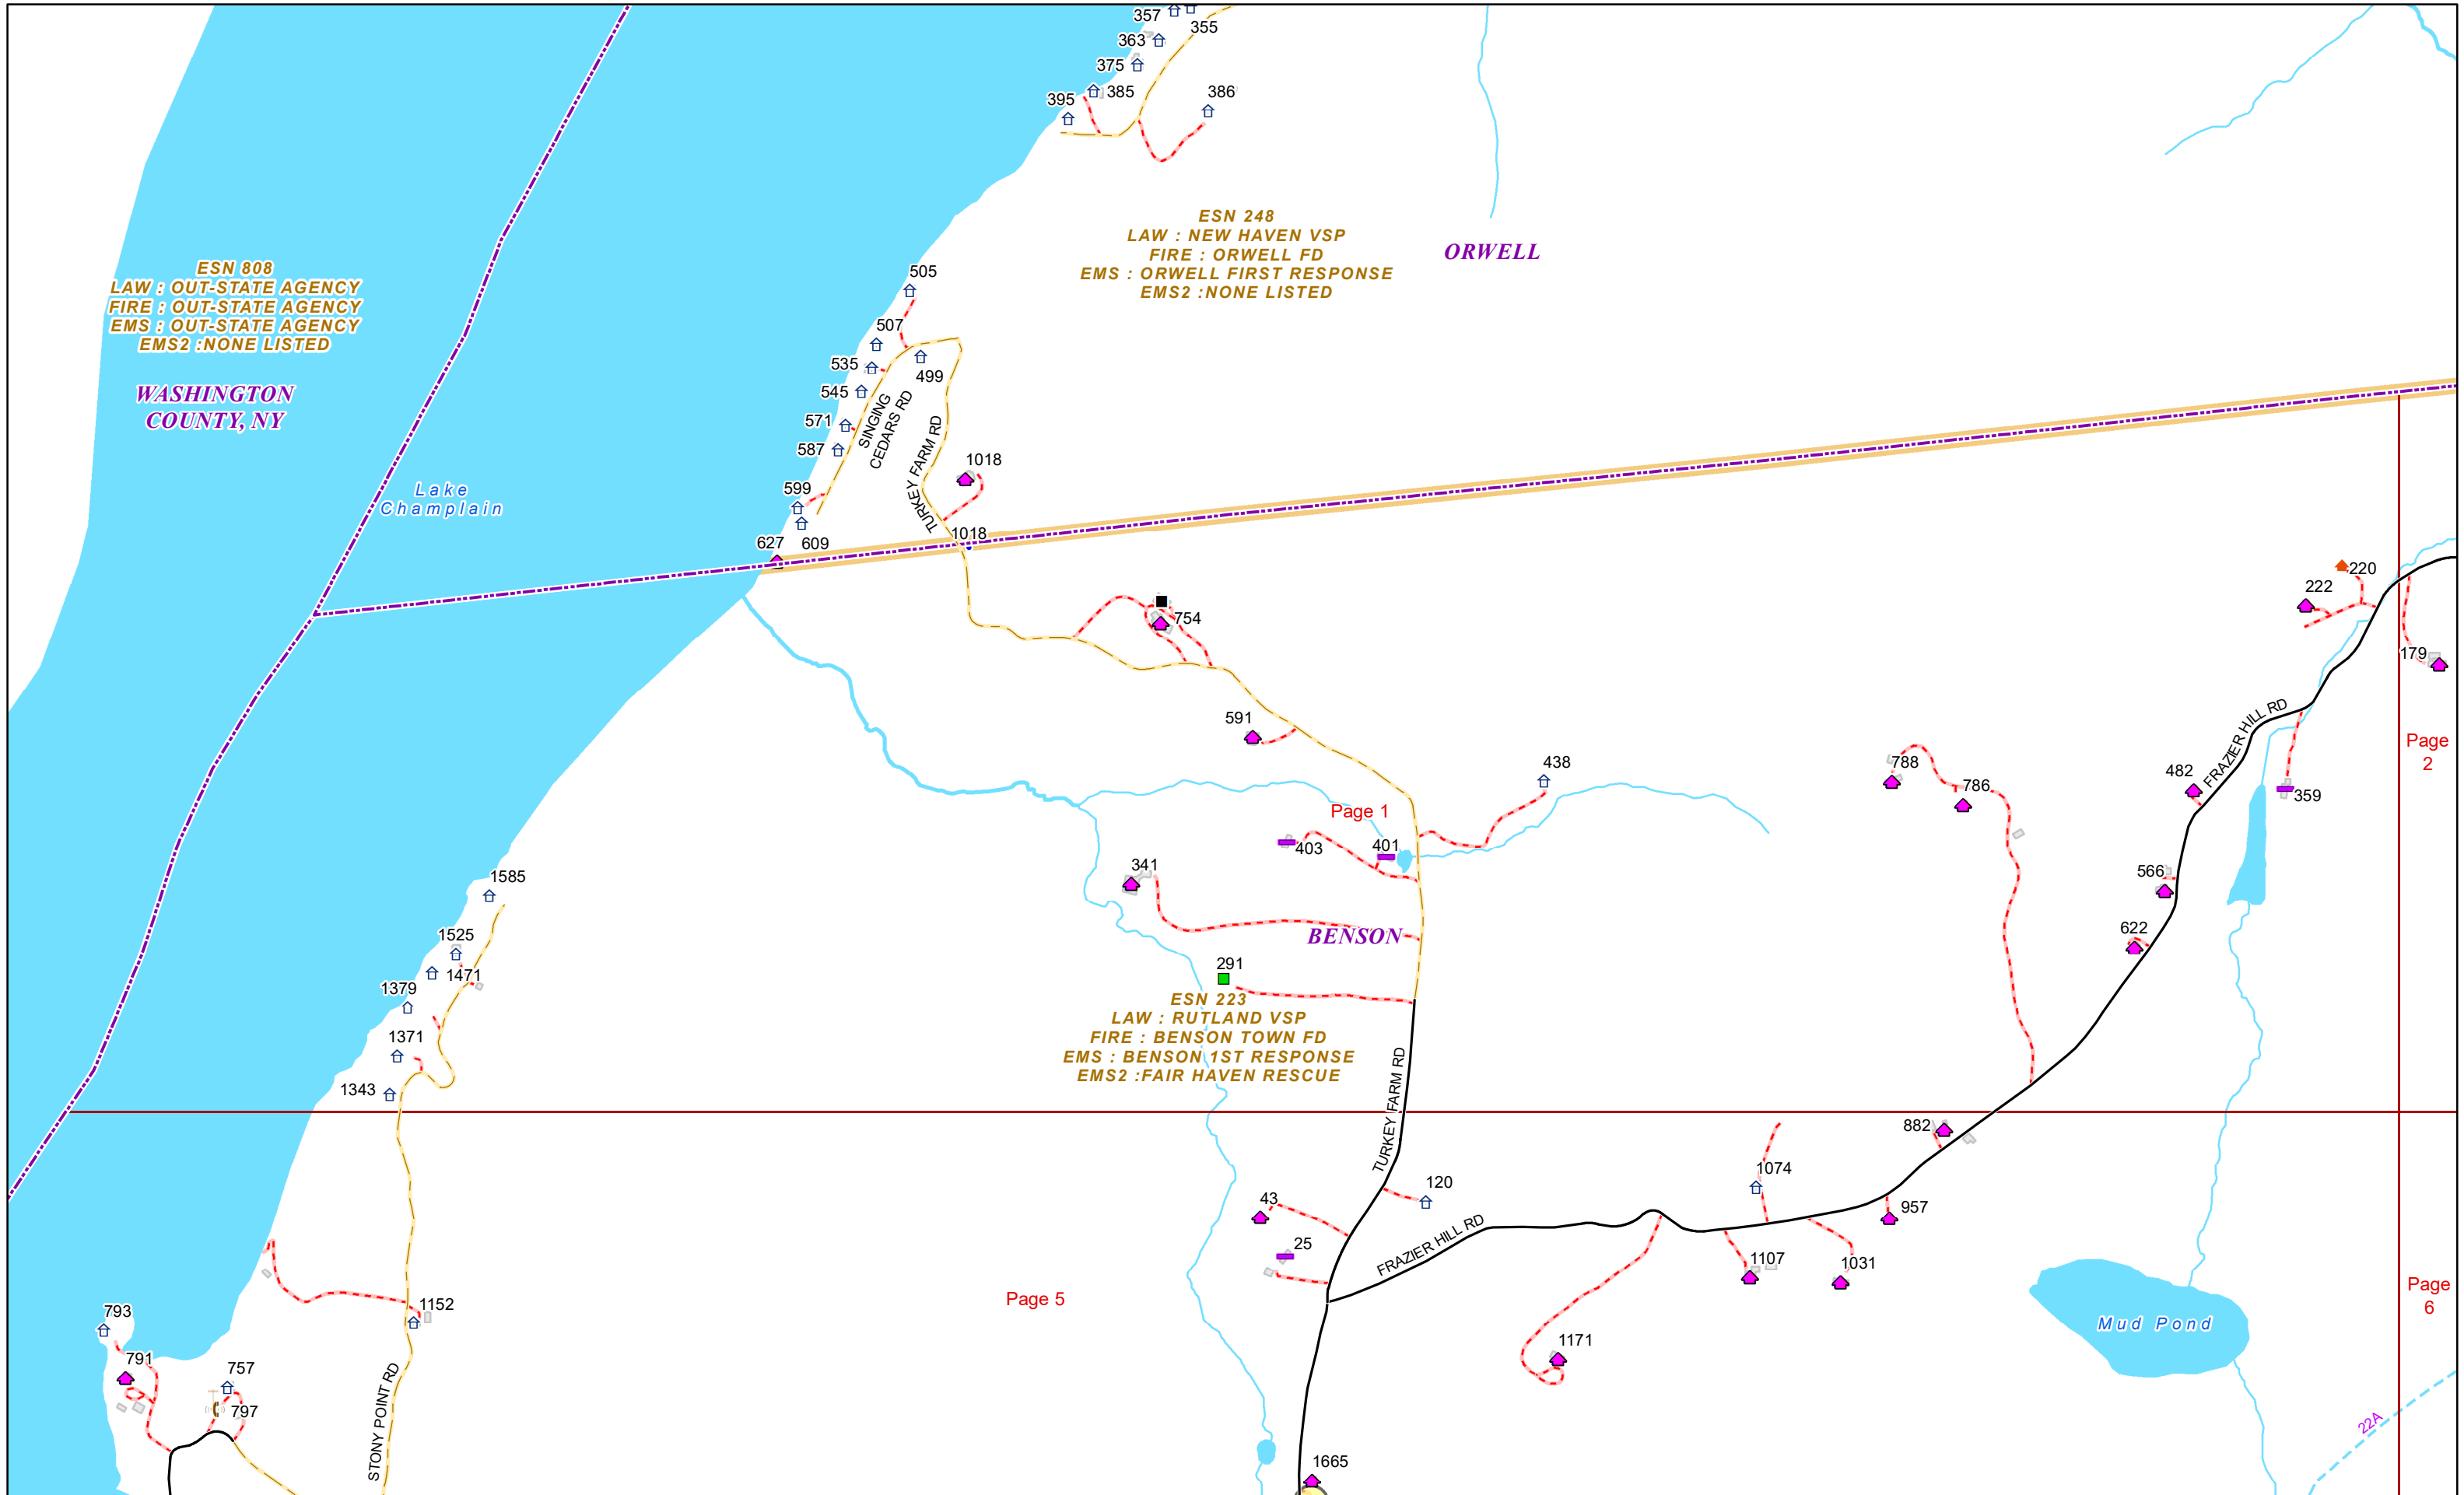 357
355
363
375
385
395
386
ESN 248
LAW : NEW HAVEN VSP
FIRE : ORWELL FD
EMS : ORWELL FIRST RESPONSE
EMS2 :NONE LISTED
ORWELL
ESN 808
LAW : OUT-STATE AGENCY
FIRE : OUT-STATE AGENCY
EMS : OUT-STATE AGENCY
EMS2 :NONE LISTED
WASHINGTON
COUNTY, NY
Lake
Champlain
505
507
535
499
545
571
587
SINGING
CEDARS RD
TURKEY FARM RD
1018
599
609
627
1018
220
222
754
179
591
FRAZIER HILL RD
Page
2
438
788
786
482
359
Page 1
403
401
341
566
1585
BENSON
622
1525
1471
291
1379
ESN 223
LAW : RUTLAND VSP
FIRE : BENSON TOWN FD
EMS : BENSON 1ST RESPONSE
EMS2 :FAIR HAVEN RESCUE
1371
1343
TURKEY FARM RD
882
1074
120
43
957
25
FRAZIER HILL RD
1107
1031
Page 5
Page
6
1152
793
Mud Pond
791
757
1171
797
STONY POINT RD
22A
1665